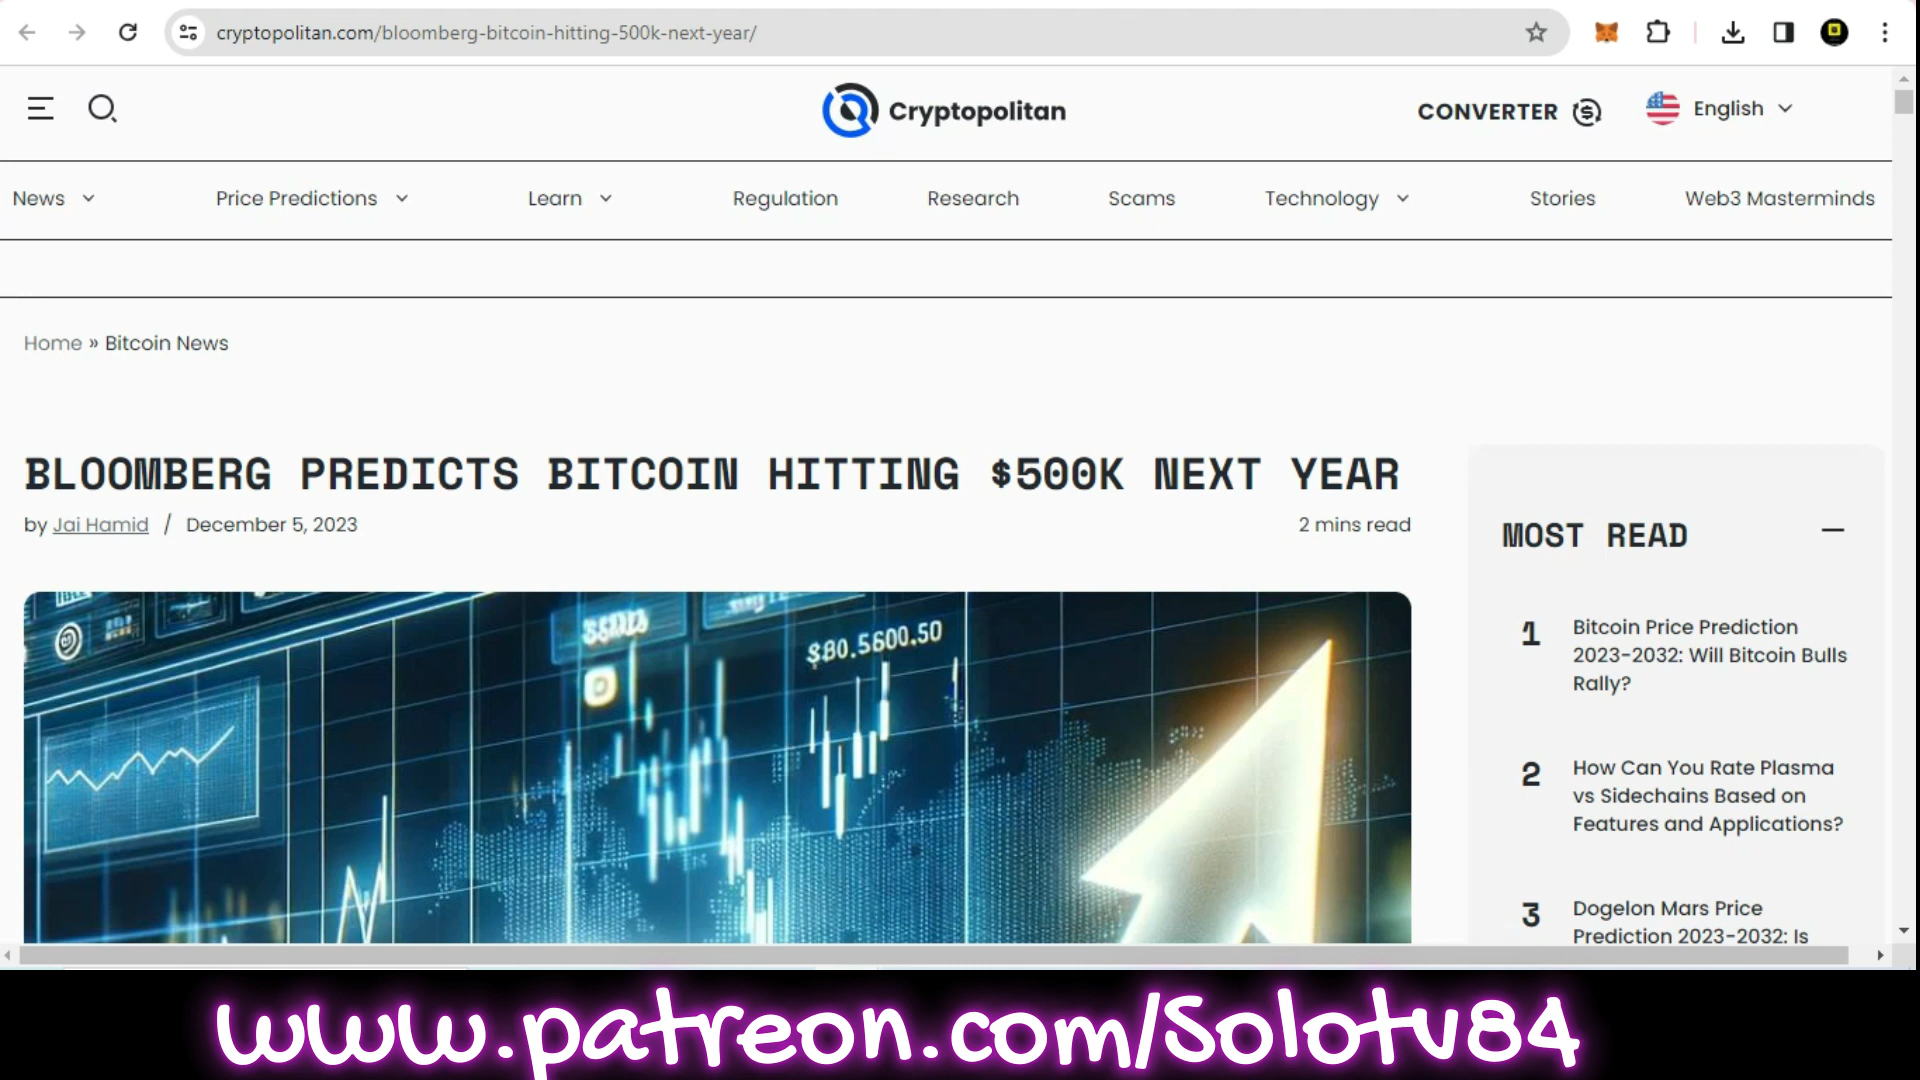 cryptopolitan.com/bloomberg-bitcoin-hitting-500k-next-year/
Cryptopolitan
CONVERTER
English
News
Price Predictions
Learn
Regulation
Research
Scams
Technology
Stories
Web3 Masterminds
Home » Bitcoin News
BLOOMBERG PREDICTS BITCOIN HITTING $500K NEXT YEAR
by Jai Hamid / December 5, 2023
2 mins read
$80.5600.50
MOST READ
1
Bitcoin Price Prediction
2023-2032: Will Bitcoin Bulls
Rally?
2
How Can You Rate Plasma
vs Sidechains Based on
Features and Applications?
3
Dogelon Mars Price
Prediction 2023-2032: Is
www.patreon.com/Solotv84